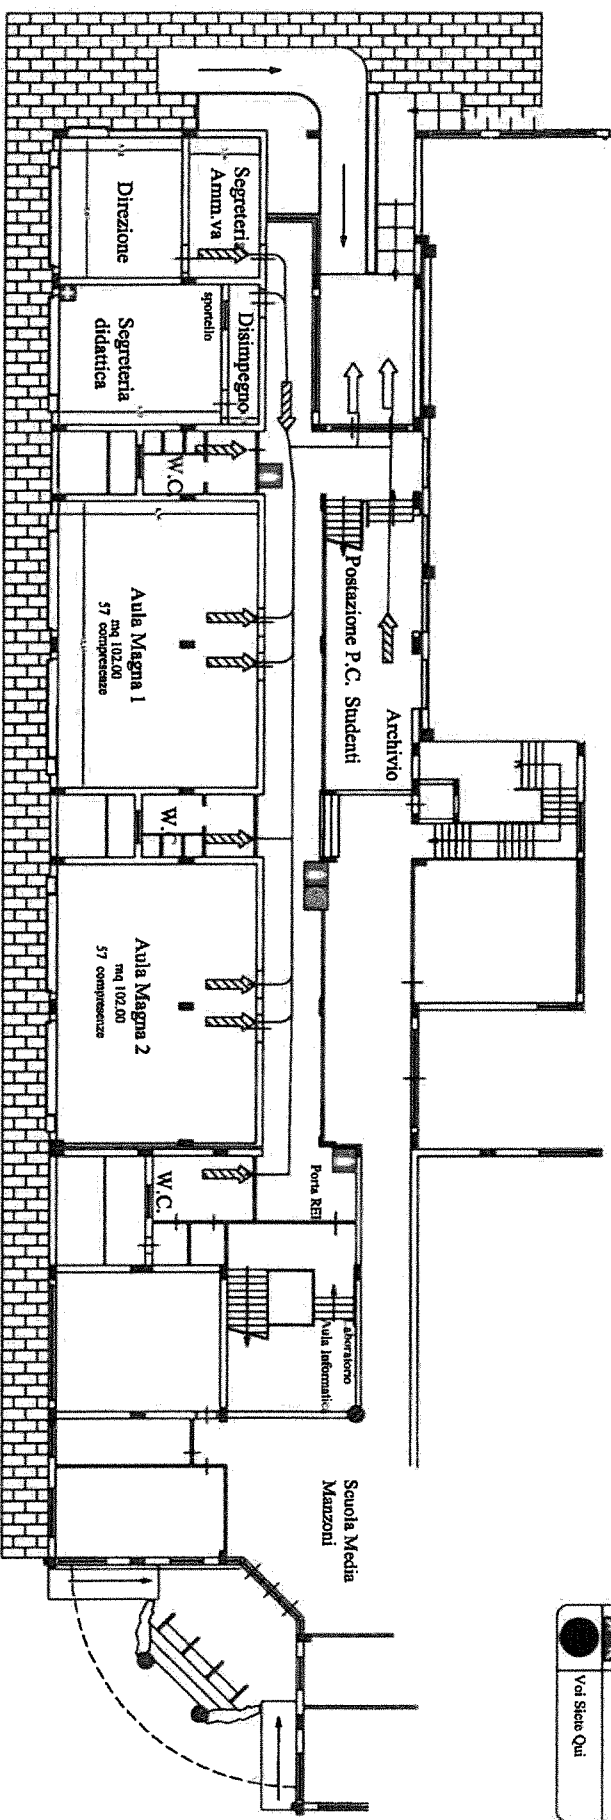 Segreteria
Amm.va
Direzione
Disimpegno
sportello
Segreteria
didattica
W.C
Postazione P.C. Studenti
Archivio
Aula Magna 1
mq 102.00
57 compresenze
W.C
Aula Magna 2
mq 102.00
57 compresenze
W.C.
Porta REI
Laboratorio
Aula Informatica
Scuola Media
Manzoni
Voi Siete Qui